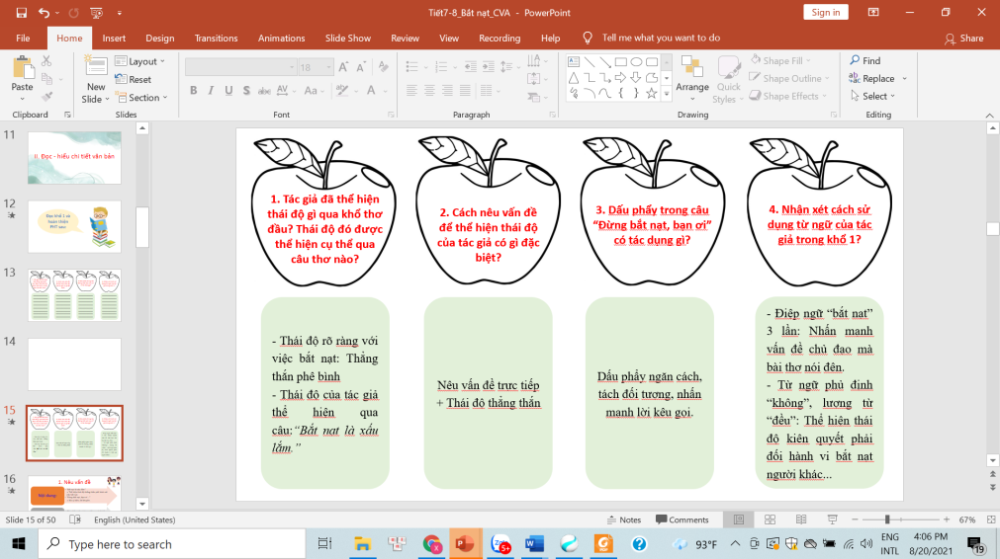 Tiết7-8_Bắt nạt_CVA - PowerPoint
Sign in
File
Home
Insert
Design
Transitions
Animations
Slide Show
Review
View
Recording
Help
Tell me what you want to do
Share
Paste
Clipboard
New
Slide
Layout
Reset
Section
Slides
18
B I U S abc AV Aa A
Font
Paragraph
Arrange
Quick
Styles
Shape Fill
Shape Outline
Shape Effects
Drawing
Find
Replace
Select
Editing
11
II. Đọc - hiểu chi tiết văn bản
12
13
14
15
16
1. Nêu vấn đề
1. Tác giả đã thể hiện
thái độ gì qua khổ thơ
đầu? Thái độ đó được
thể hiện cụ thể qua
câu thơ nào?
2. Cách nêu vấn đề
để thể hiện thái độ
của tác giả có gì đặc
biệt?
3. Dấu phẩy trong câu
“Đừng bắt nạt, bạn ơi”
có tác dụng gì?
4. Nhận xét cách sử
dụng từ ngữ của tác
giả trong khổ 1?
- Thái độ rõ ràng với
việc bắt nạt: Thẳng
thắn phê bình
- Thái độ của tác giả
thể hiện qua
câu:“Bắt nạt là xấu
lắm.”
Nêu vấn đề trực tiếp
+ Thái độ thẳng thắn
Dấu phẩy ngăn cách,
tách đối tượng, nhấn
mạnh lời kêu gọi.
- Điệp ngữ “bắt nạt”
3 lần: Nhấn mạnh
vấn đề chủ đạo mà
bài thơ nói đến.
- Từ ngữ phủ định
“không”, lượng từ
“đều”: Thể hiện thái
độ kiên quyết phải
đối hành vi bắt nạt
người khác...
Slide 15 of 50
English (United States)
Notes
Comments
67%
Type here to search
5+
93°F
ENG
INTL
4:06 PM
8/20/2021
19